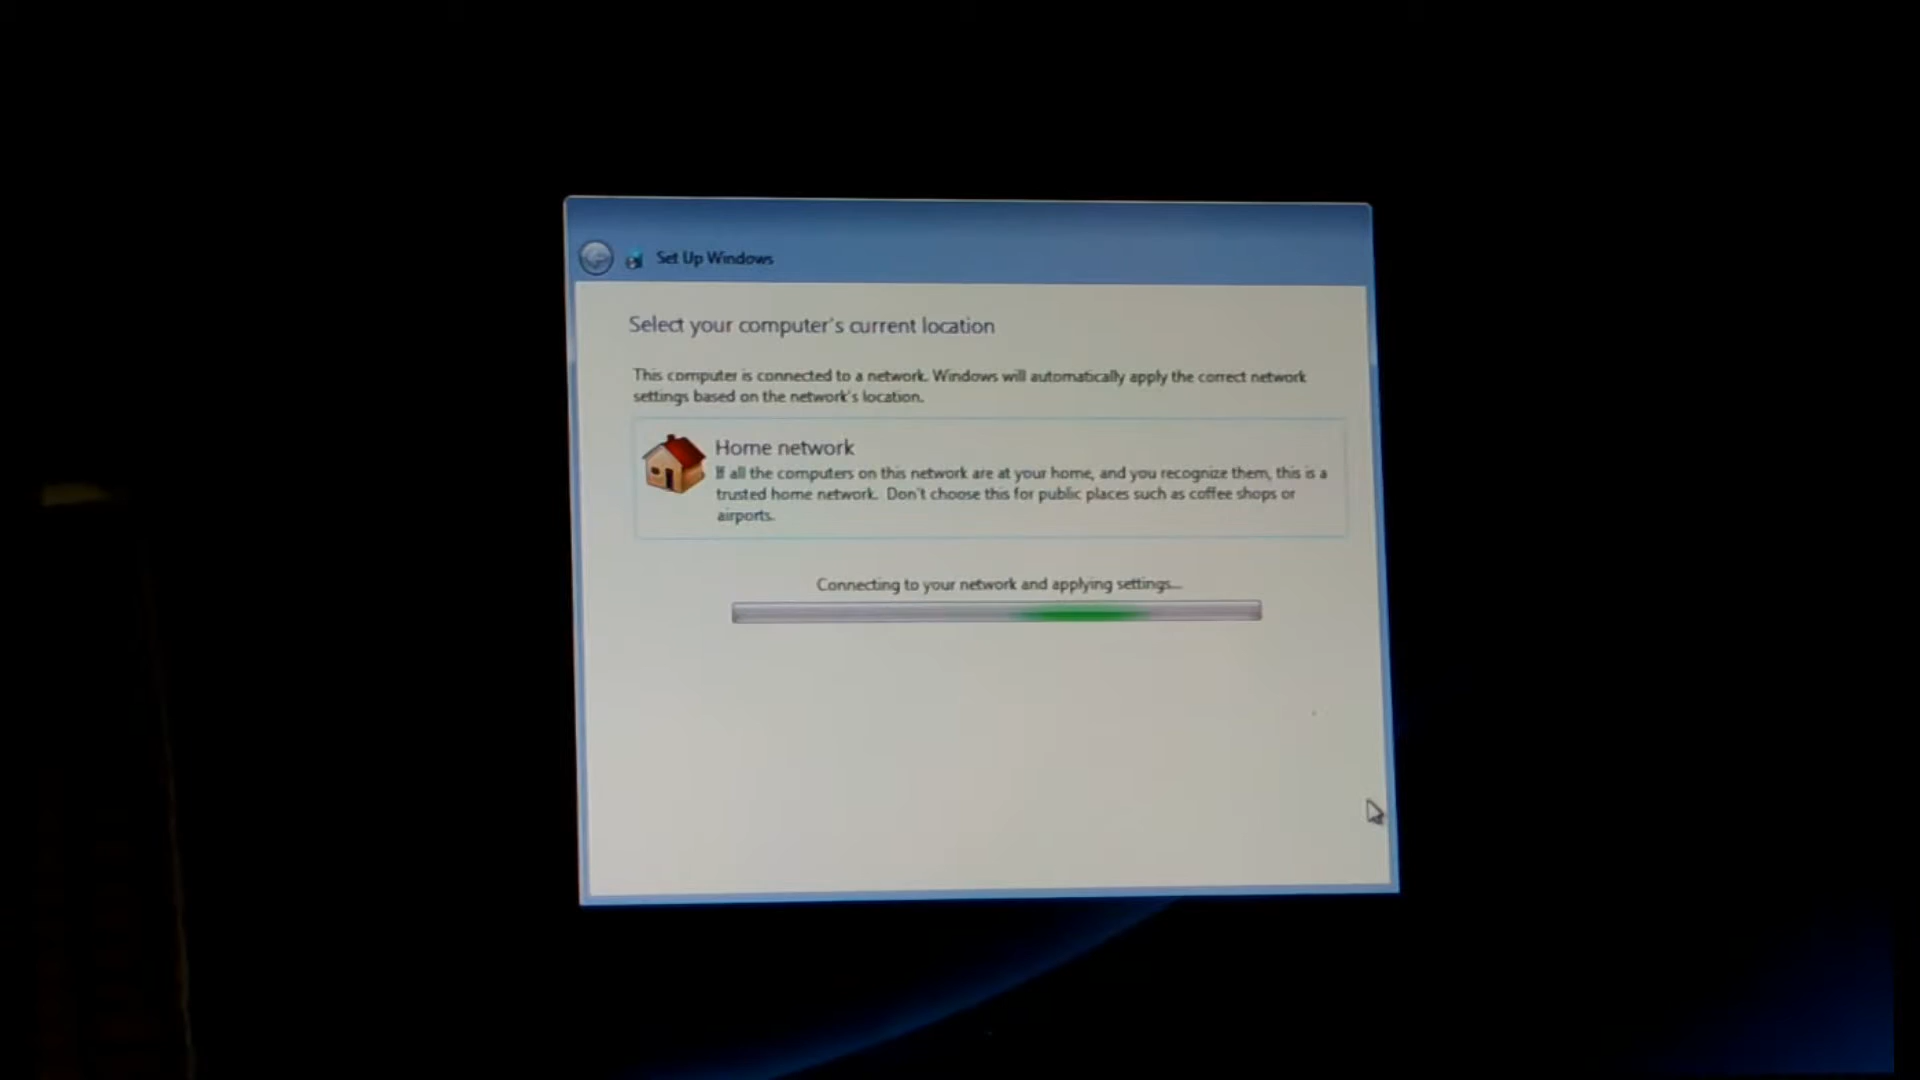 Set Up Windows
Select your computer's current location
This computer is connected to a network. Windows will automatically apply the correct network
settings based on the network's location.
Home network
If all the computers on this network are at your home, and you recognize them, this is a
trusted home network. Don't choose this for public places such as coffee shops or
airports.
Connecting to your network and applying settings...